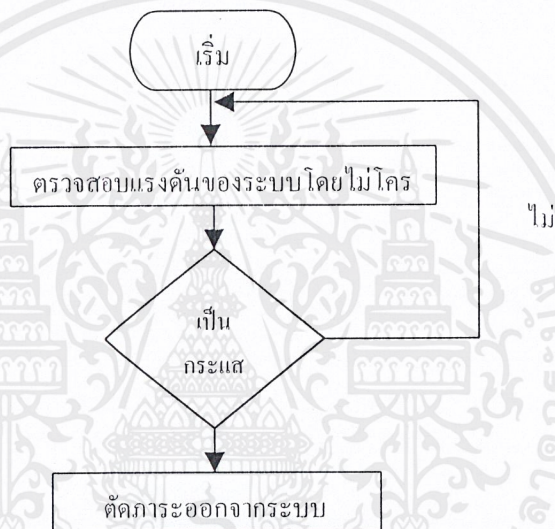 เริ่ม
ตรวจสอบแรงดันของระบบโดยไม่โคร
ไม่
เป็น
กระแส
ตัดภาระออกจากระบบ